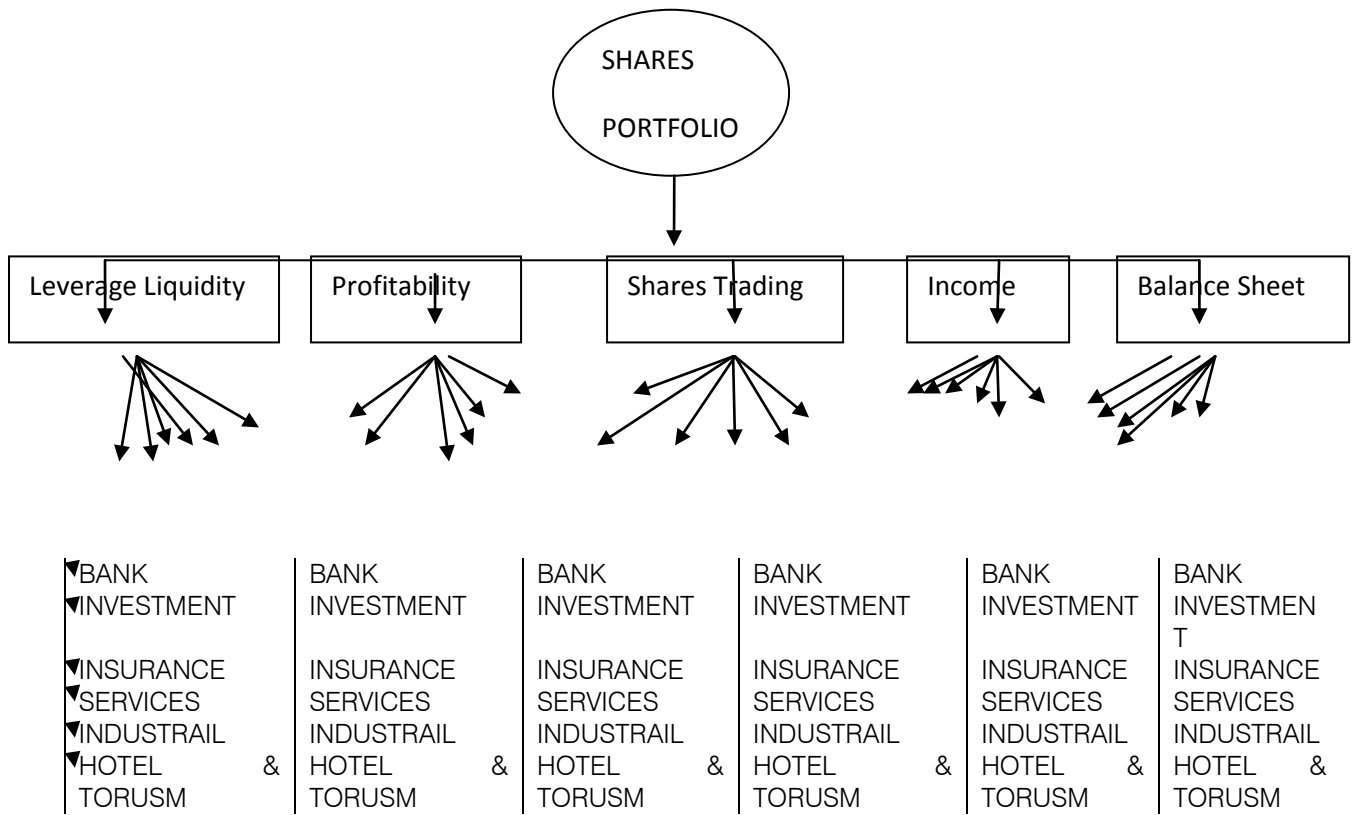 SHARES
PORTFOLIO
Leverage Liquidity Profitability Shares Trading Income Balance Sheet
BANK BANK BANK BANK BANK BANK
INVESTMENT INVESTMENT INVESTMENT INVESTMENT INVESTMENT INVESTMEN
T
INSURANCE INSURANCE INSURANCE INSURANCE INSURANCE INSURANCE
SERVICES SERVICES SERVICES SERVICES SERVICES SERVICES
INDUSTRAIL INDUSTRAIL INDUSTRAIL INDUSTRAIL INDUSTRAIL INDUSTRAIL
HOTEL & HOTEL & HOTEL & HOTEL & HOTEL & HOTEL &
TORUSM TORUSM TORUSM TORUSM TORUSM TORUSM